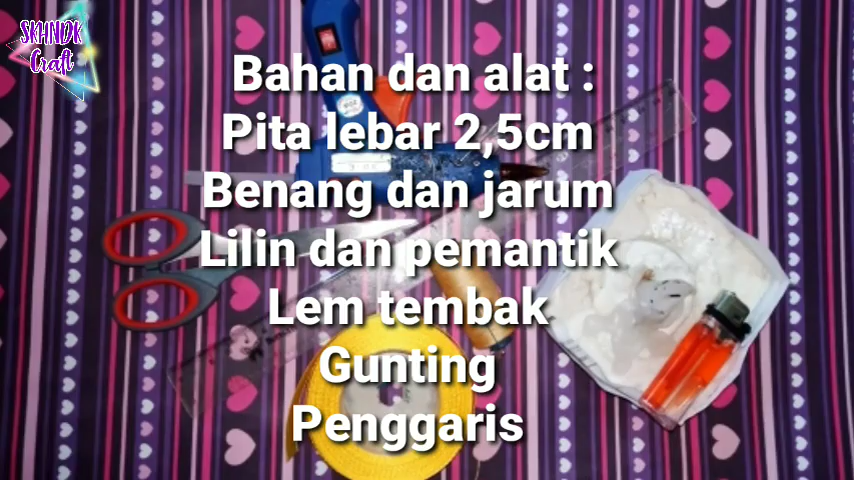 SKHNDK
Craft
Bahan dan alat :
Pita lebar 2,5cm
Benang dan jarum
Lilin dan pemantik
Lem tembak
Gunting
Penggaris